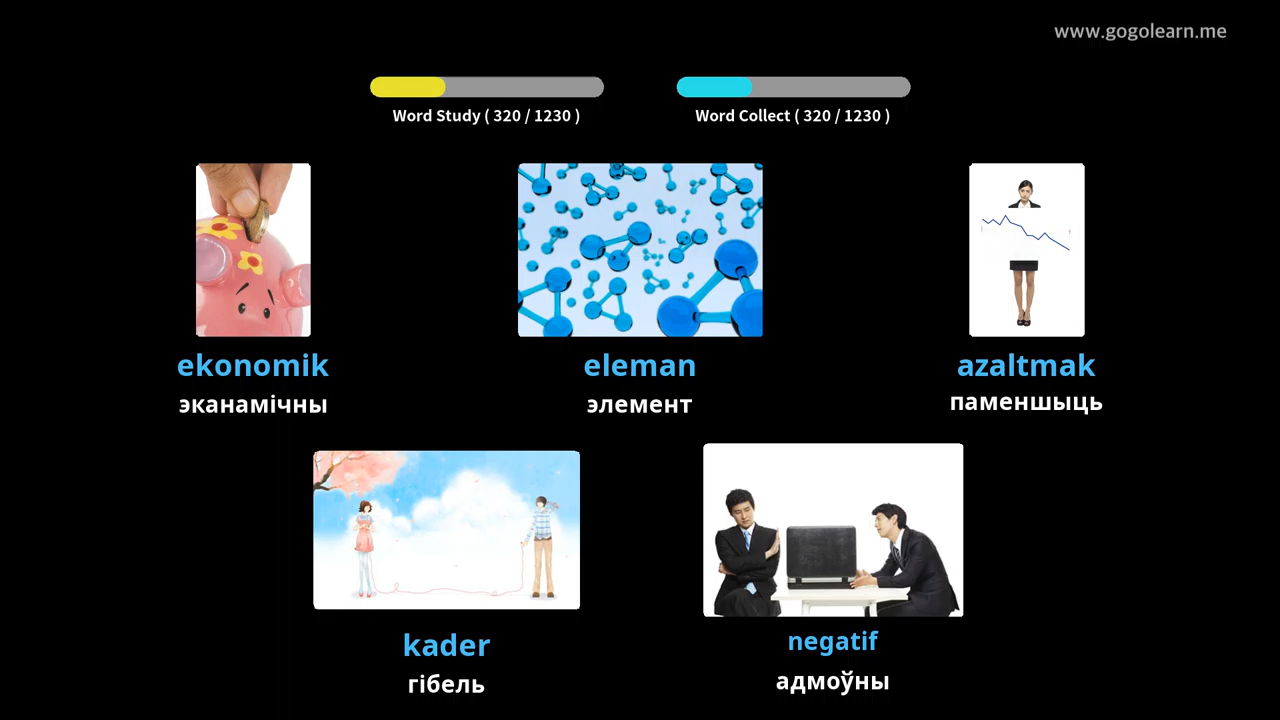 www.gogolearn.me
Word Study ( 320 / 1230 )
Word Collect ( 320 / 1230 )
ekonomik
эканамічны
eleman
элемент
azaltmak
паменшыць
kader
гібель
negatif
адмоўны